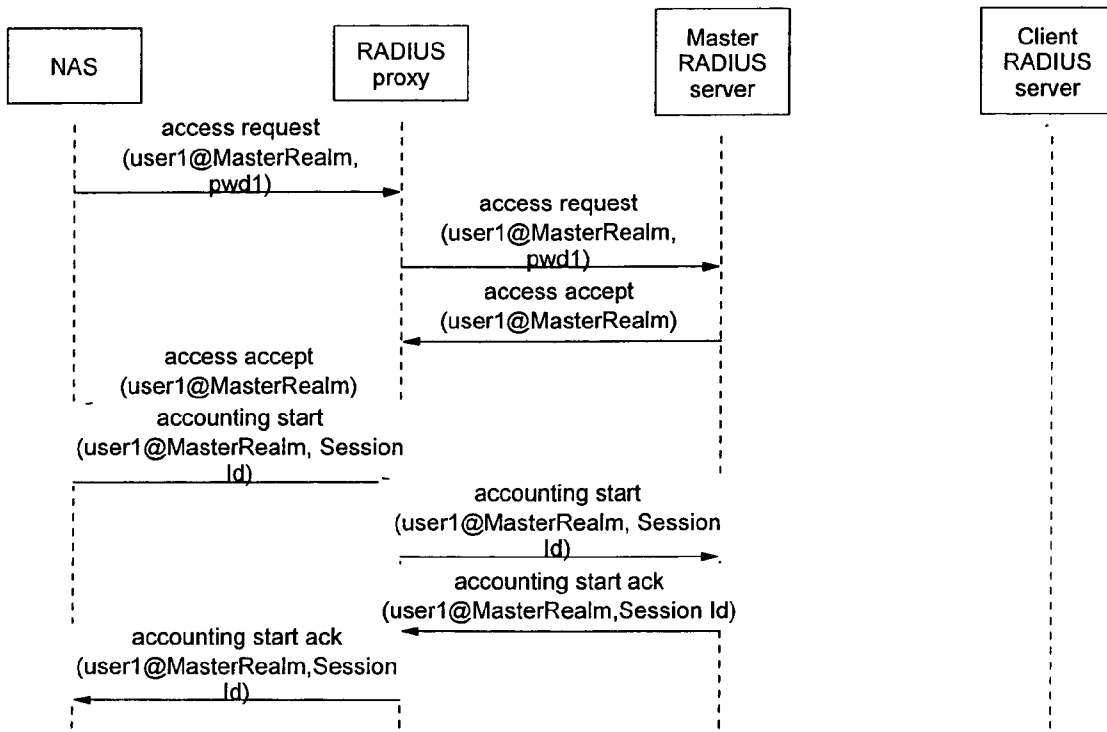 NAS
RADIUS
proxy
Master
RADIUS
server
Client
RADIUS
server
access request
(user1@MasterRealm,
pwd1)
access request
(user1@MasterRealm,
pwd1)
access accept
(user1@MasterRealm)
access accept
(user1@MasterRealm)
accounting start
(user1@MasterRealm, Session
Id)
accounting start
(user1@MasterRealm, Session
Id)
accounting start ack
(user1@MasterRealm,Session Id)
accounting start ack
(user1@MasterRealm,Session
Id)